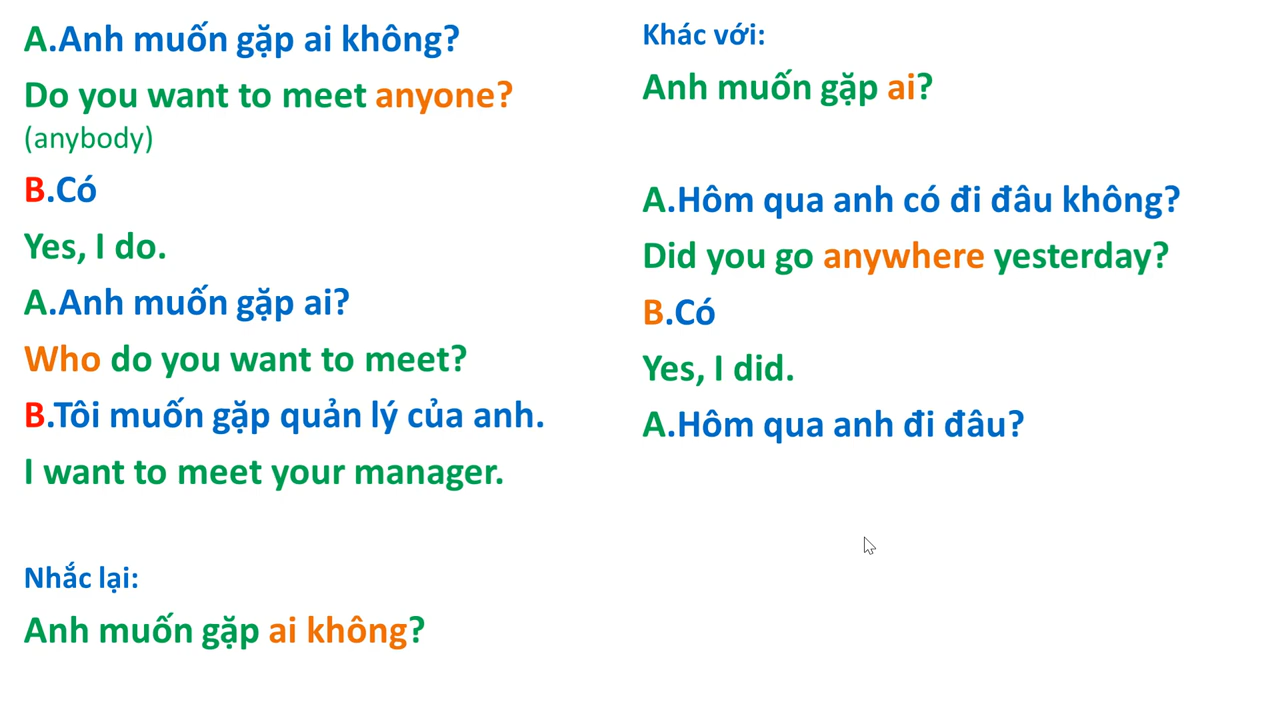 A.Anh muốn gặp ai không?
Do you want to meet anyone?
(anybody)
B.Có
Yes, I do.
A.Anh muốn gặp ai?
Who do you want to meet?
B.Tôi muốn gặp quản lý của anh.
I want to meet your manager.
Nhắc lại:
Anh muốn gặp ai không?
Khác với:
Anh muốn gặp ai?
A.Hôm qua anh có đi đâu không?
Did you go anywhere yesterday?
B.Có
Yes, I did.
A.Hôm qua anh đi đâu?